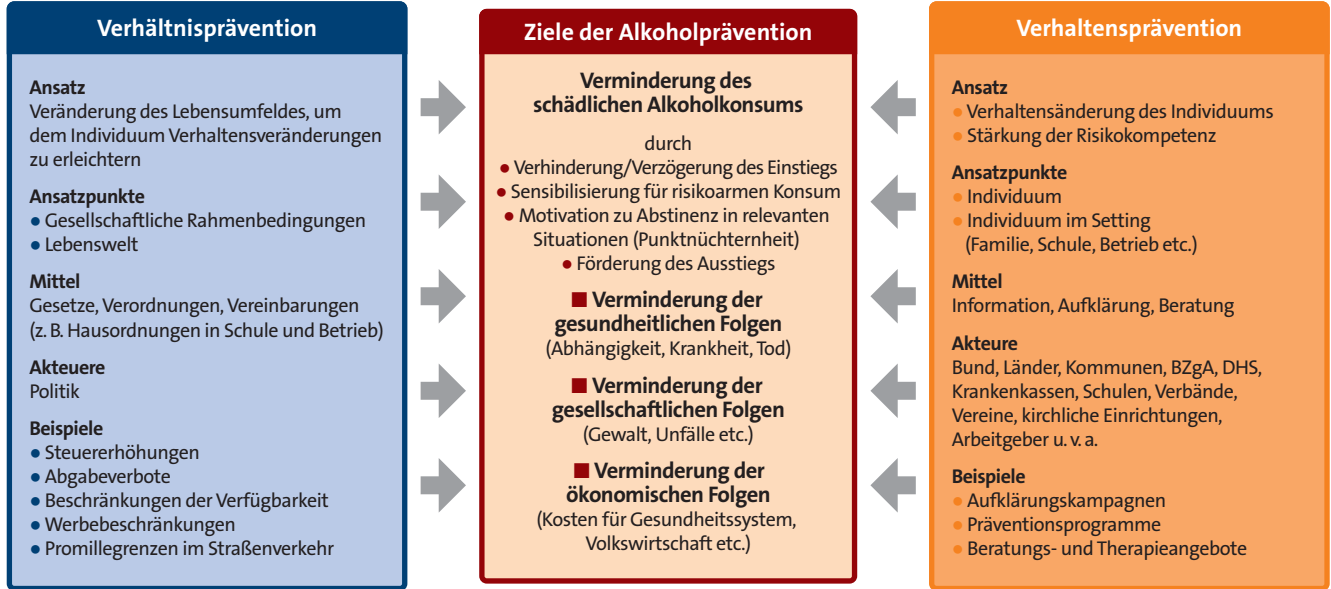 Verhältnisprävention
Ansatz
Veränderung des Lebensumfeldes, um
dem Individuum Verhaltensveränderungen
zu erleichtern
Ansatzpunkte
● Gesellschaftliche Rahmenbedingungen
● Lebenswelt
Mittel
Gesetze, Verordnungen, Vereinbarungen
(z. B. Hausordnungen in Schule und Betrieb)
Akteuere
Politik
Beispiele
● Steuererhöhungen
● Abgabeverbote
● Beschränkungen der Verfügbarkeit
● Werbebeschränkungen
● Promillegrenzen im Straßenverkehr
Ziele der Alkoholprävention
Verminderung des
schädlichen Alkoholkonsums
durch
● Verhinderung/Verzögerung des Einstiegs
● Sensibilisierung für risikoarmen Konsum
● Motivation zu Abstinenz in relevanten
Situationen (Punktnüchternheit)
● Förderung des Ausstiegs
■ Verminderung der
gesundheitlichen Folgen
(Abhängigkeit, Krankheit, Tod)
■ Verminderung der
gesellschaftlichen Folgen
(Gewalt, Unfälle etc.)
■ Verminderung der
ökonomischen Folgen
(Kosten für Gesundheitssystem,
Volkswirtschaft etc.)
Verhaltensprävention
Ansatz
● Verhaltensänderung des Individuums
● Stärkung der Risikokompetenz
Ansatzpunkte
● Individuum
● Individuum im Setting
(Familie, Schule, Betrieb etc.)
Mittel
Information, Aufklärung, Beratung
Akteure
Bund, Länder, Kommunen, BZgA, DHS,
Krankenkassen, Schulen, Verbände,
Vereine, kirchliche Einrichtungen,
Arbeitgeber u. v. a.
Beispiele
● Aufklärungskampagnen
● Präventionsprogramme
● Beratungs- und Therapieangebote